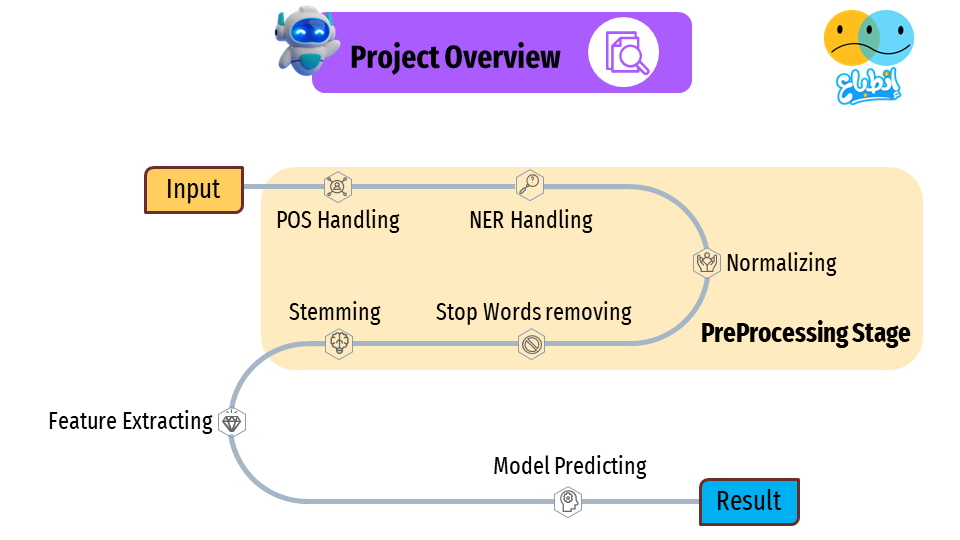 Project Overview
إنطباع
Input
POS Handling
NER Handling
Normalizing
Stemming
Stop Words removing
PreProcessing Stage
Feature Extracting
Model Predicting
Result